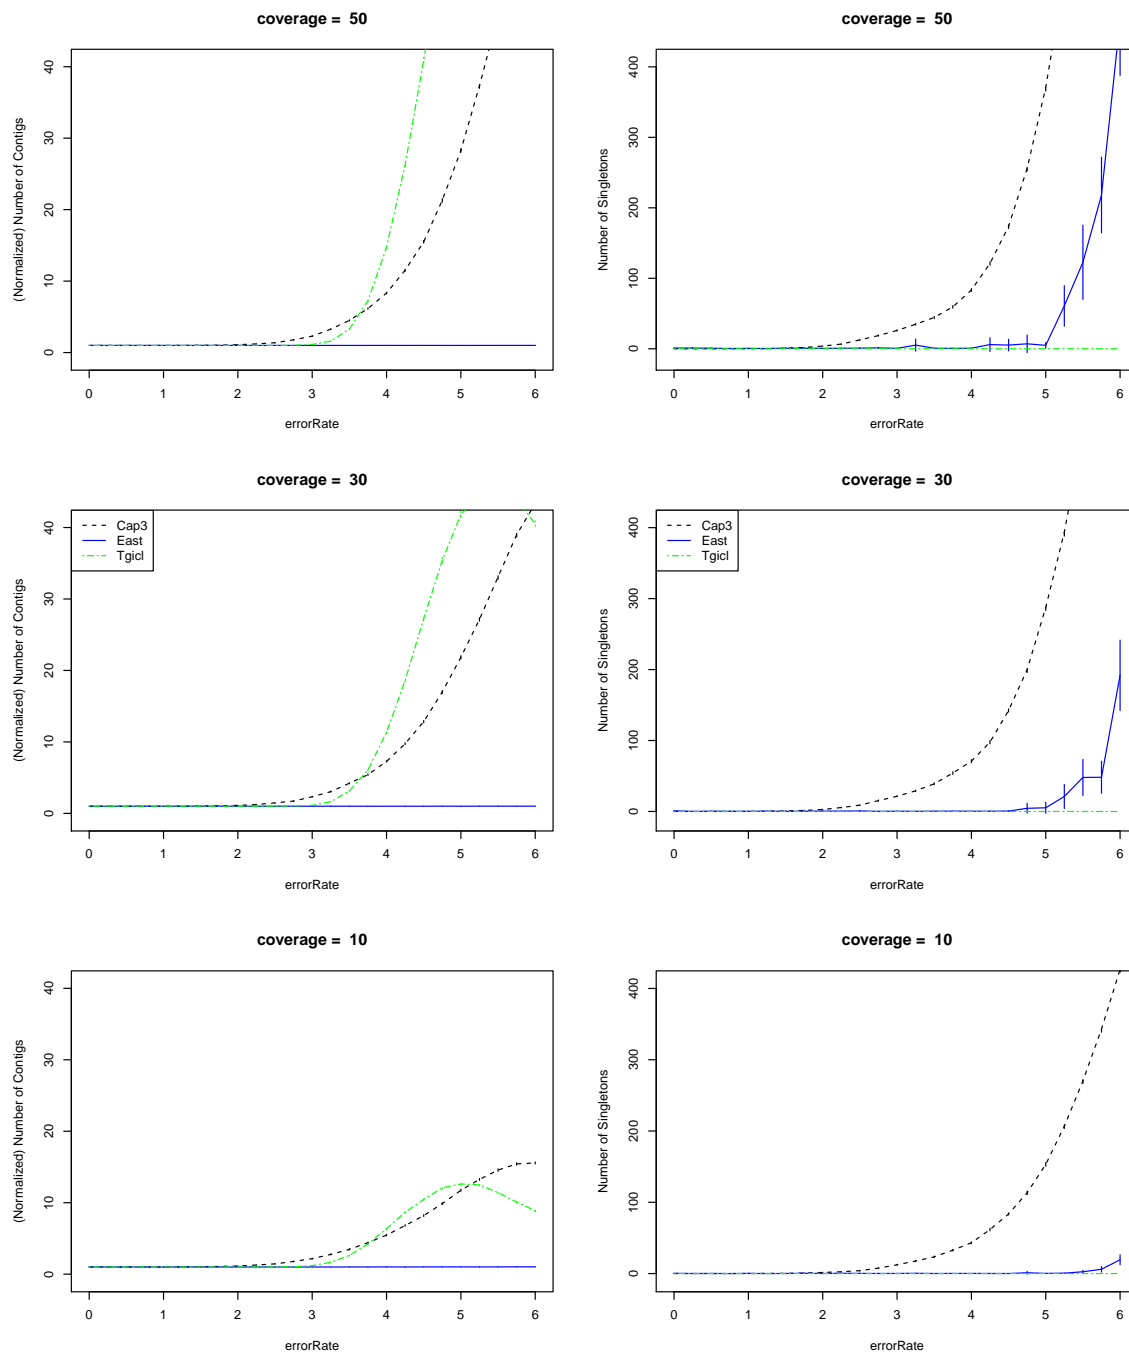 coverage = 50
(Normalized) Number of Contigs
0 10 20 30 40
0 1 2 3 4 5 6
errorRate
coverage = 50
Number of Singletons
0 100 200 300 400
0 1 2 3 4 5 6
errorRate
coverage = 30
(Normalized) Number of Contigs
0 10 20 30 40
Cap3
East
Tgicl
0 1 2 3 4 5 6
errorRate
coverage = 30
Number of Singletons
0 100 200 300 400
Cap3
East
Tgicl
0 1 2 3 4 5 6
errorRate
coverage = 10
(Normalized) Number of Contigs
0 10 20 30 40
0 1 2 3 4 5 6
errorRate
coverage = 10
Number of Singletons
0 100 200 300 400
0 1 2 3 4 5 6
errorRate